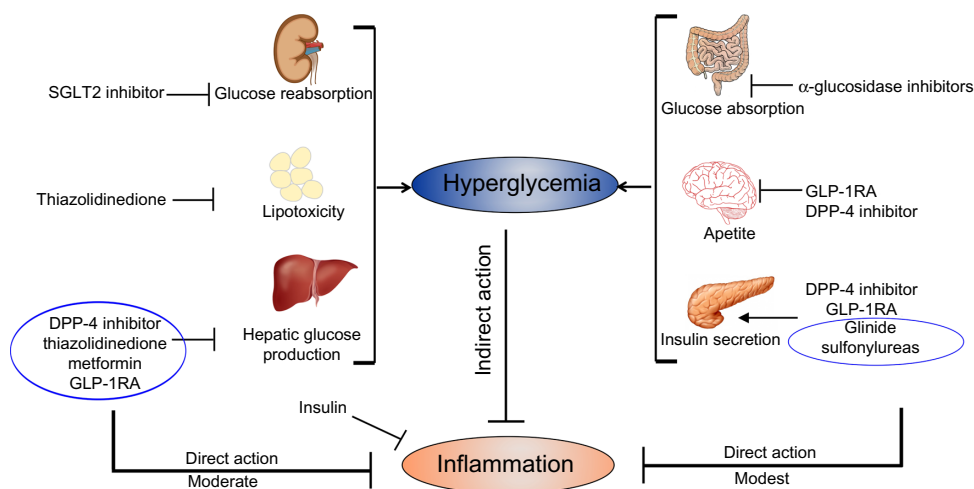 SGLT2 inhibitor
Glucose reabsorption
Thiazolidinedione
Lipotoxicity
Hepatic glucose
production
DPP-4 inhibitor
thiazolidinedione
metformin
GLP-1RA
Hyperglycemia
Indirect action
Glucose absorption
α-glucosidase inhibitors
Apetite
GLP-1RA
DPP-4 inhibitor
Insulin secretion
DPP-4 inhibitor
GLP-1RA
Glinide
sulfonylureas
Insulin
Inflammation
Direct action
Moderate
Direct action
Modest